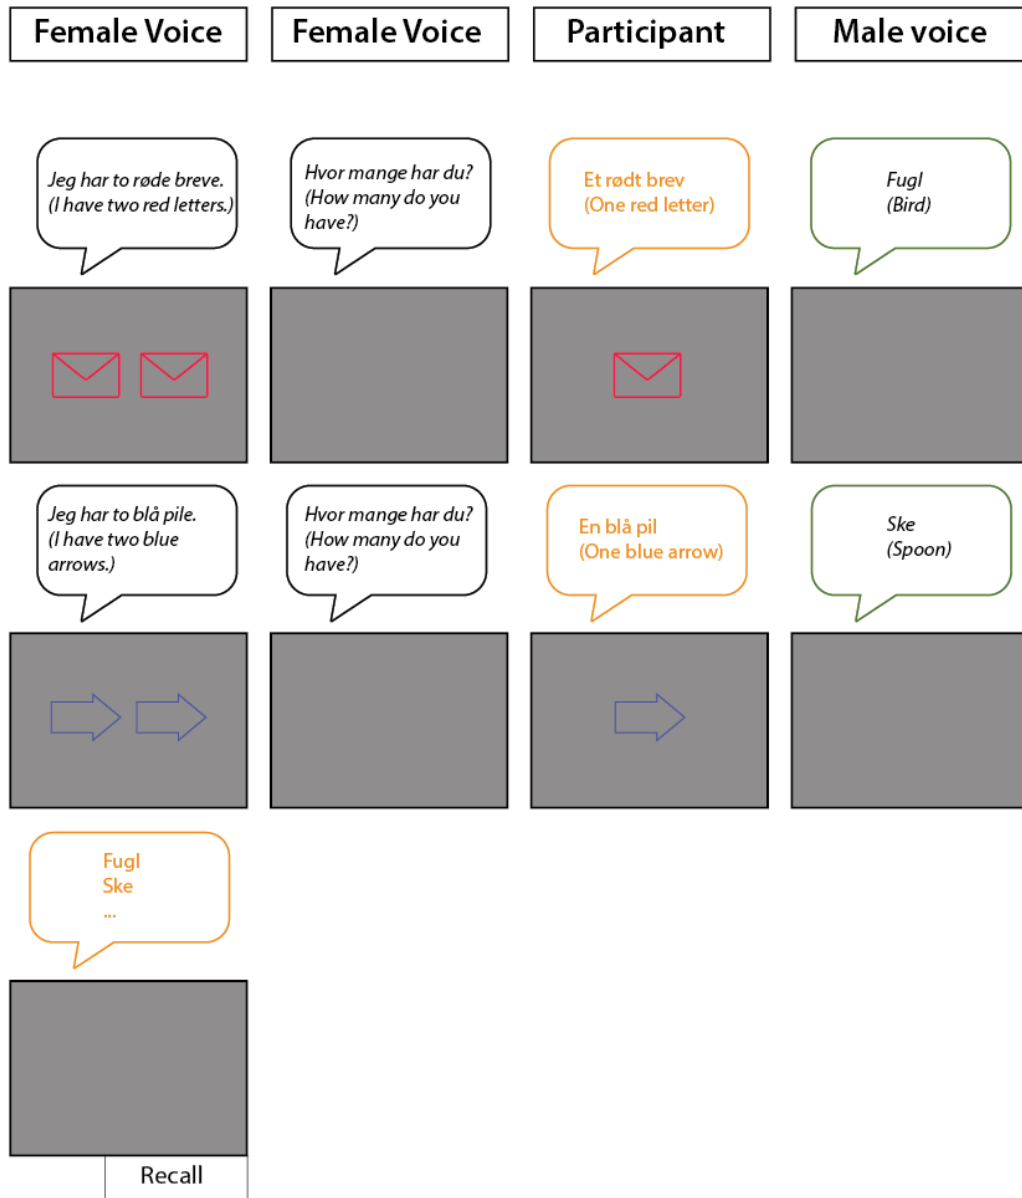 Female Voice
Female Voice
Participant
Male voice
Jeg har to røde breve.
(I have two red letters.)
Hvor mange har du?
(How many do you
have?)
Et rødt brev
(One red letter)
Fugl
(Bird)
Jeg har to blå pile.
(I have two blue
arrows.)
Hvor mange har du?
(How many do you
have?)
En blå pil
(One blue arrow)
Ske
(Spoon)
Fugl
Ske
...
Recall